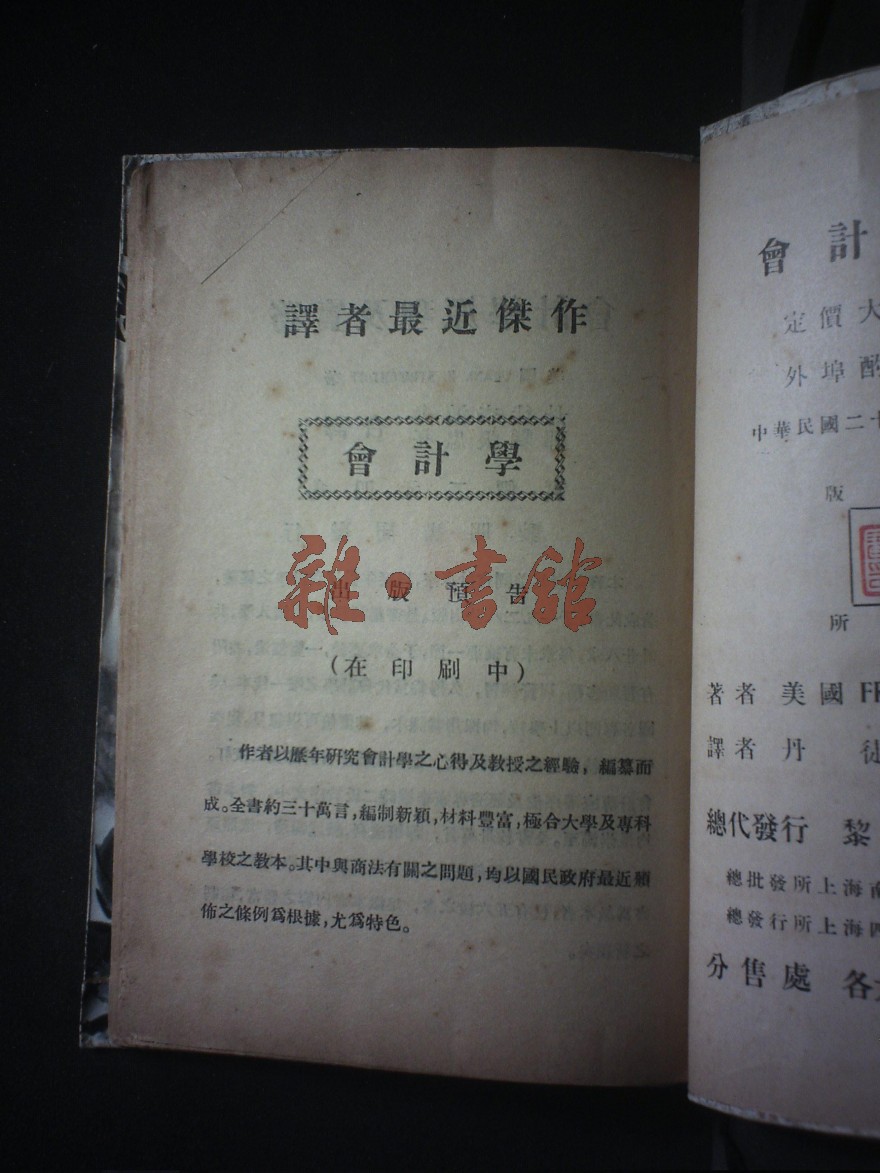 譯者最近傑作
會計學
出版預告
雜·書館
(在印刷中)
作者以歷年研究會計學之心得及教授之經驗，編纂而
成。全書約三十萬言，編制新穎，材料豐富，極合大學及專科
學校之教本。其中與商法有關之問題，均以國民政府最近頒
佈之條例爲根據，尤爲特色。
會計
定價大
外埠酌
中華民國二十
版
所
著者 美國 FR
譯者 丹徒
總代發行 黎
總批發所上海南
總發行所上海四
分售處 各大